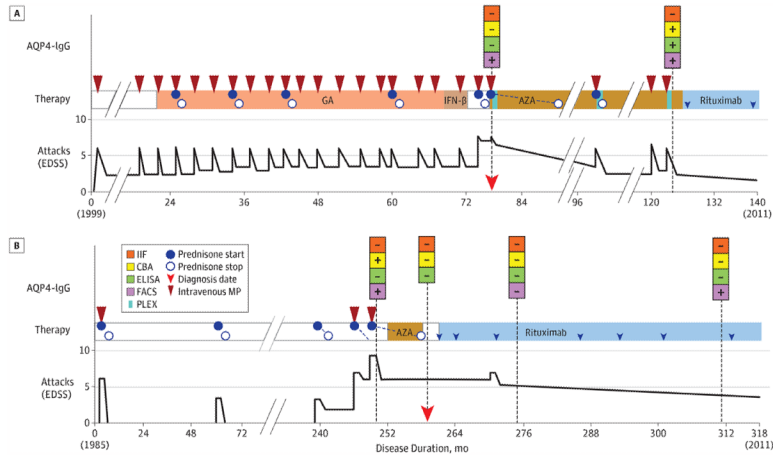 A
AQP4-IgG
–
–
–
+
–
+
+
+
Therapy
GA
IFN-β
AZA
Rituximab
Attacks
(EDSS)
10
5
0
0
(1999)
24
36
48
60
72
84
96
120
140
(2011)
B
IIF
CBA
ELISA
FACS
PLEX
Prednisone start
Prednisone stop
Diagnosis date
Intravenous MP
AQP4-IgG
–
+
–
+
–
–
–
–
–
–
–
–
–
–
+
Therapy
AZA
Rituximab
Attacks
(EDSS)
10
5
0
0
(1985)
24
48
72
240
252
264
276
288
300
318
(2011)
Disease Duration, mo